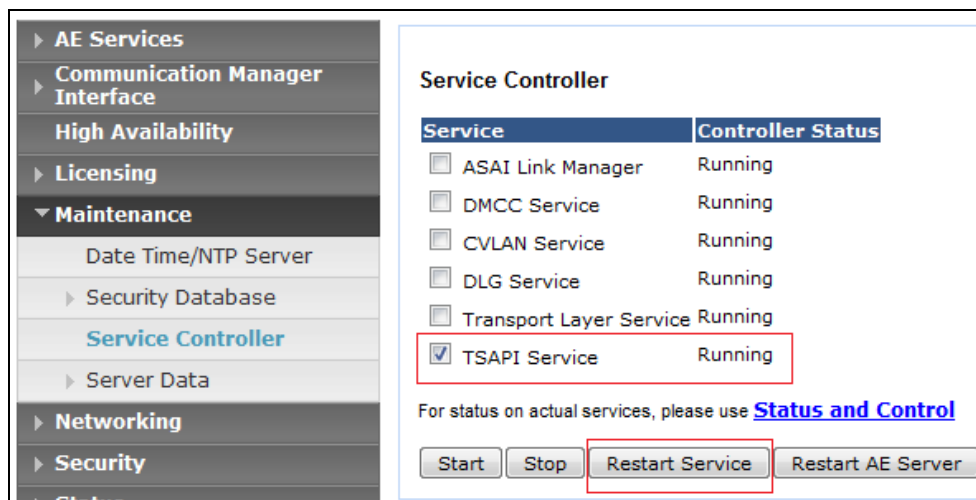 AE Services
Communication Manager
Interface
High Availability
Licensing
Maintenance
Date Time/NTP Server
Security Database
Service Controller
Server Data
Networking
Security
Status
Service Controller
Service Controller Status
ASAI Link Manager Running
DMCC Service Running
CVLAN Service Running
DLG Service Running
Transport Layer Service Running
TSAPI Service Running
For status on actual services, please use Status and Control
Start Stop Restart Service Restart AE Server